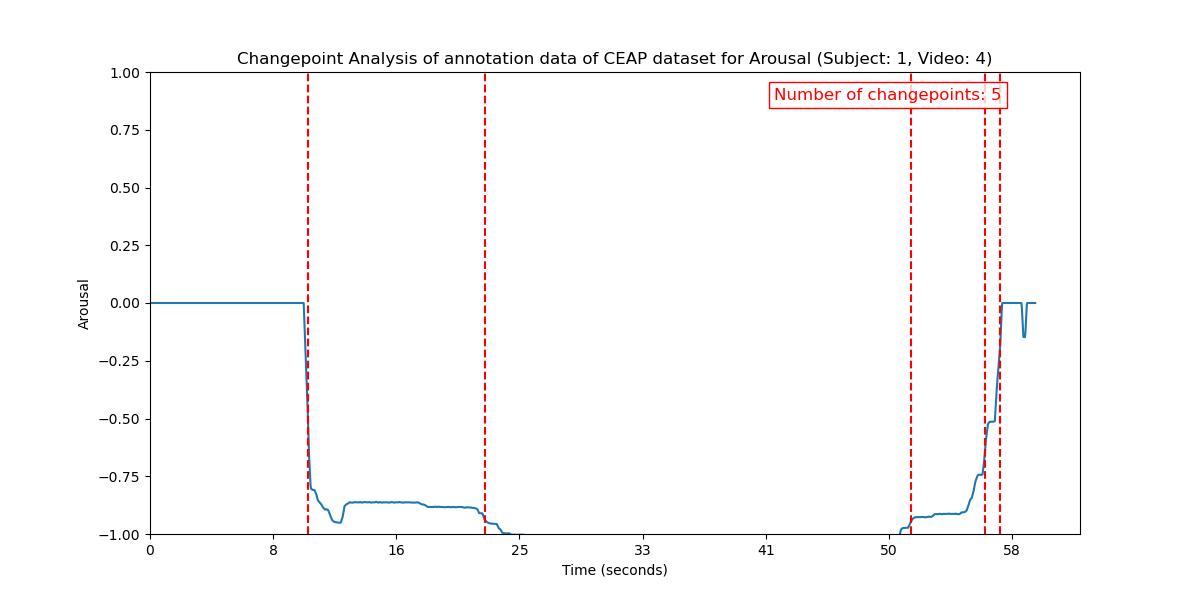 Changepoint Analysis of annotation data of CEAP dataset for Arousal (Subject: 1, Video: 4)
Number of changepoints: 5
1.00
0.75
0.50
0.25
0.00
−0.25
−0.50
−0.75
−1.00
Arousal
0 8 16 25 33 41 50 58
Time (seconds)